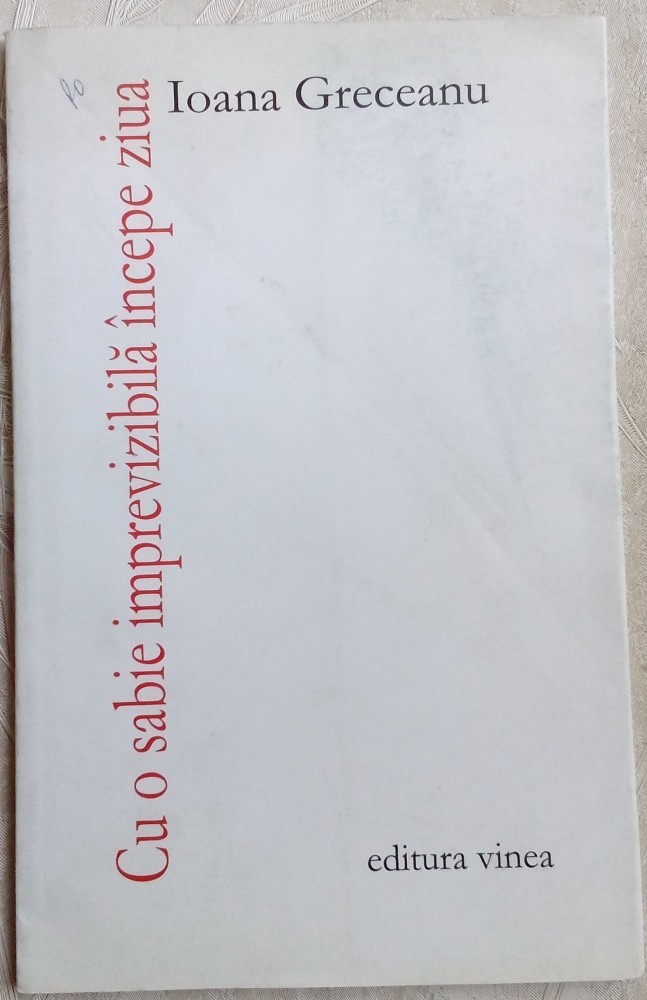 Ioana Greceanu
Cu o sabie imprevizibilă începe ziua
editura vinea